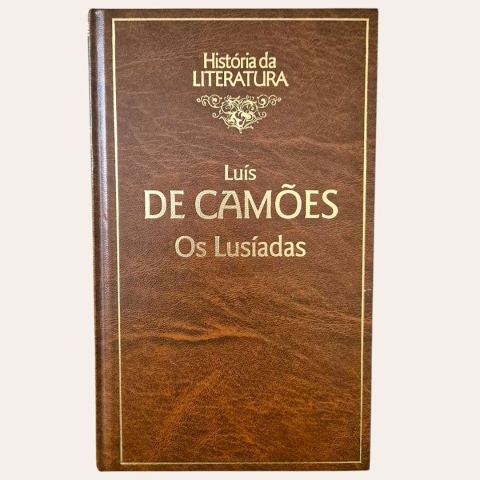 História da
LITERATURA
Luís
DE CAMÕES
Os Lusíadas